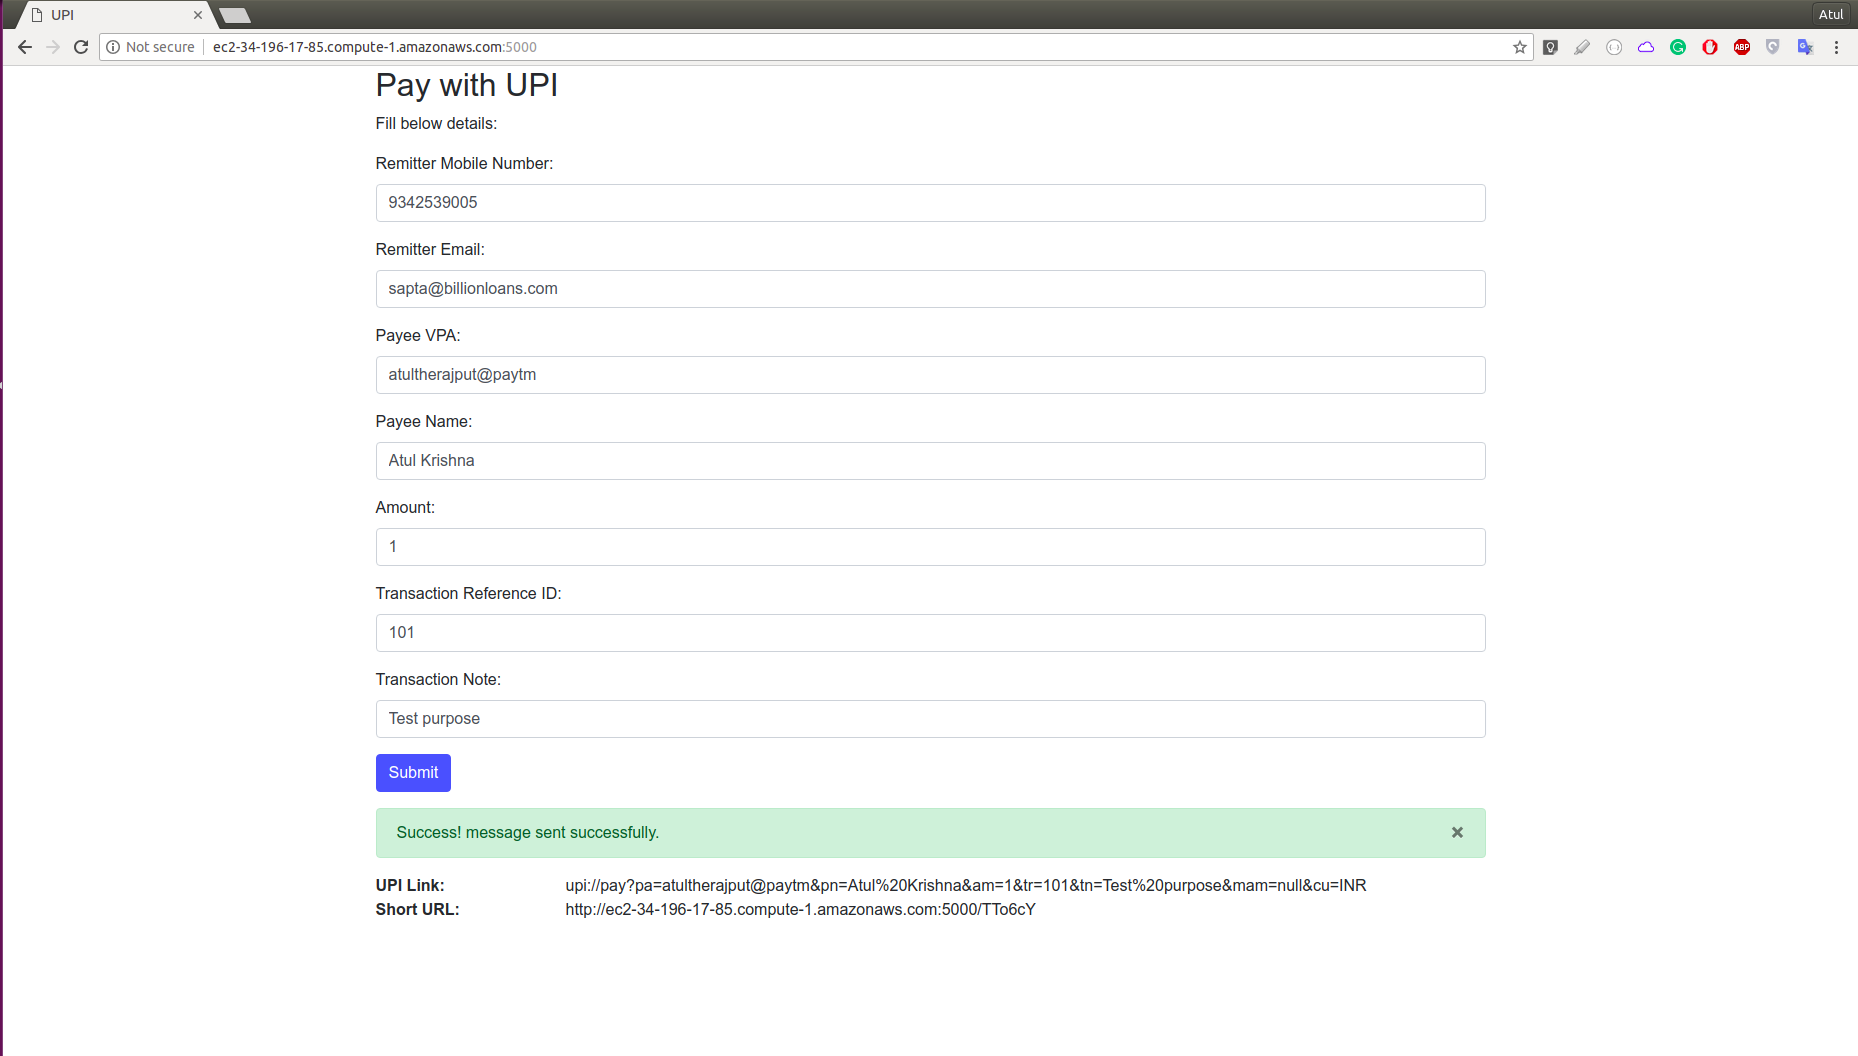 UPI
Atul
Not secure
ec2-34-196-17-85.compute-1.amazonaws.com:5000
ABP
Pay with UPI
Fill below details:
Remitter Mobile Number:
9342539005
Remitter Email:
sapta@billionloans.com
Payee VPA:
atultherajput@paytm
Payee Name:
Atul Krishna
Amount:
1
Transaction Reference ID:
101
Transaction Note:
Test purpose
Submit
Success! message sent successfully.
UPI Link: upi://pay?pa=atultherajput@paytm&pn=Atul%20Krishna&am=1&tr=101&tn=Test%20purpose&mam=null&cu=INR
Short URL: http://ec2-34-196-17-85.compute-1.amazonaws.com:5000/TTo6cY